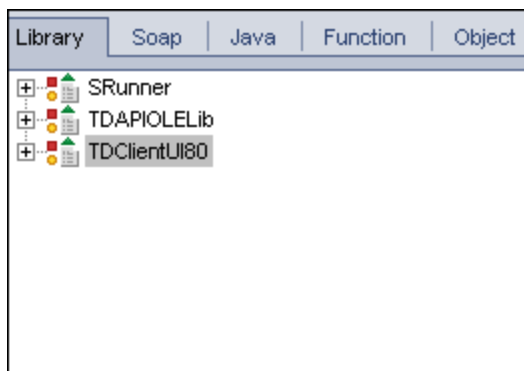 Library Soap Java Function Object
SRunner
TDAPIOLELib
TDClientUI80